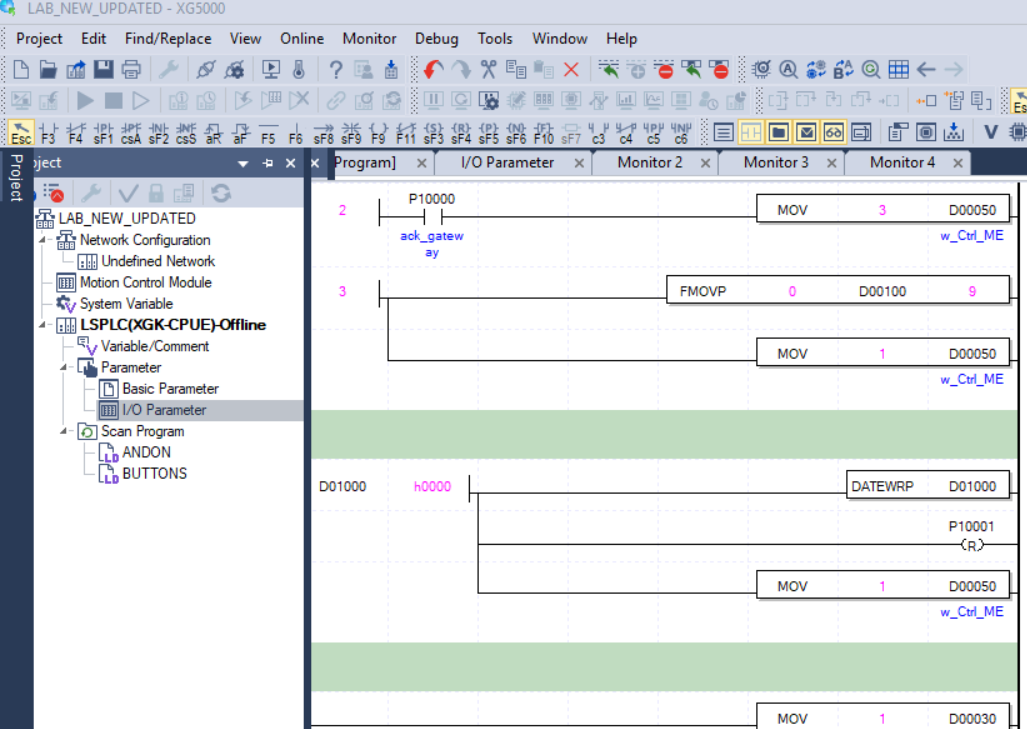 LAB_NEW_UPDATED - XG5000
Project Edit Find/Replace View Online Monitor Debug Tools Window Help
Esc F3 F4 sF1 csA sF2 csS aR aF F5 F6 sF8 sF9 F9 F11 sF3 sF4 sF5 sF6 F10 sF7 c3 c4 c5 c6
Es
Project
ject
Program] I/O Parameter Monitor 2 Monitor 3 Monitor 4
LAB_NEW_UPDATED
Network Configuration
Undefined Network
Motion Control Module
System Variable
LSPLC(XGK-CPUE)-Offline
Variable/Comment
Parameter
Basic Parameter
I/O Parameter
Scan Program
ANDON
BUTTONS
P10000
2 MOV 3 D00050
ack_gatew
ay
w_Ctrl_ME
3 FMOVP 0 D00100 9
MOV 1 D00050
w_Ctrl_ME
D01000 h0000 DATEWRP D01000
P10001
(R)
MOV 1 D00050
w_Ctrl_ME
MOV 1 D00030